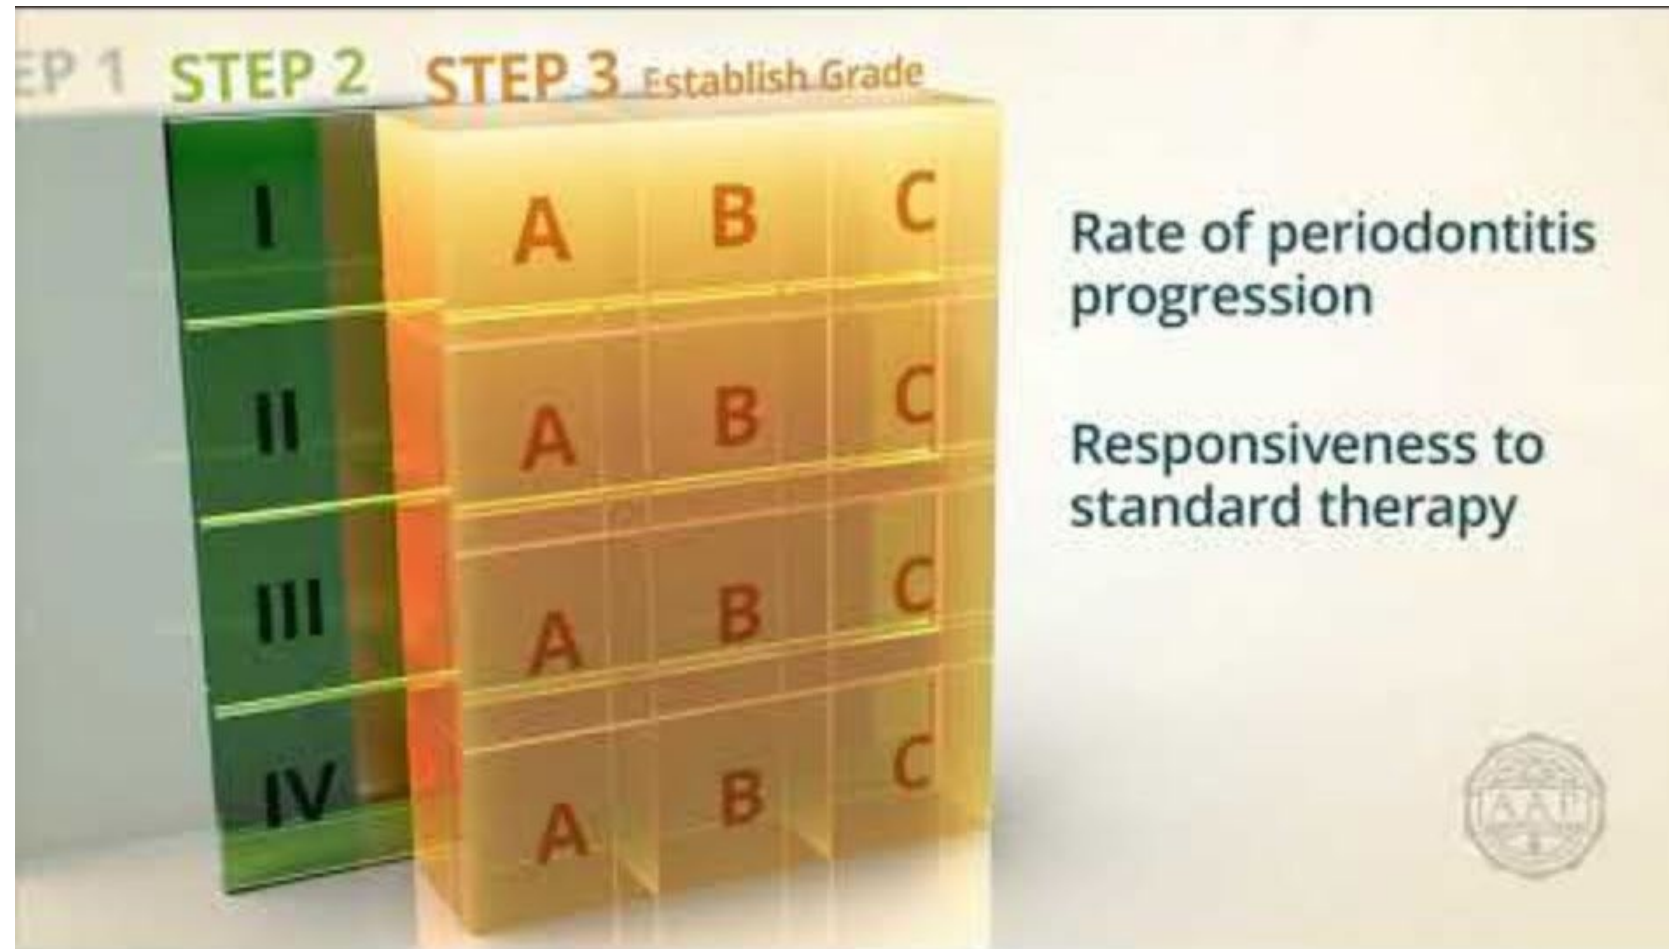 EP 1 STEP 2 STEP 3 Establish Grade
I A B C
II A B C
III A B C
IV A B C
Rate of periodontitis
progression
Responsiveness to
standard therapy